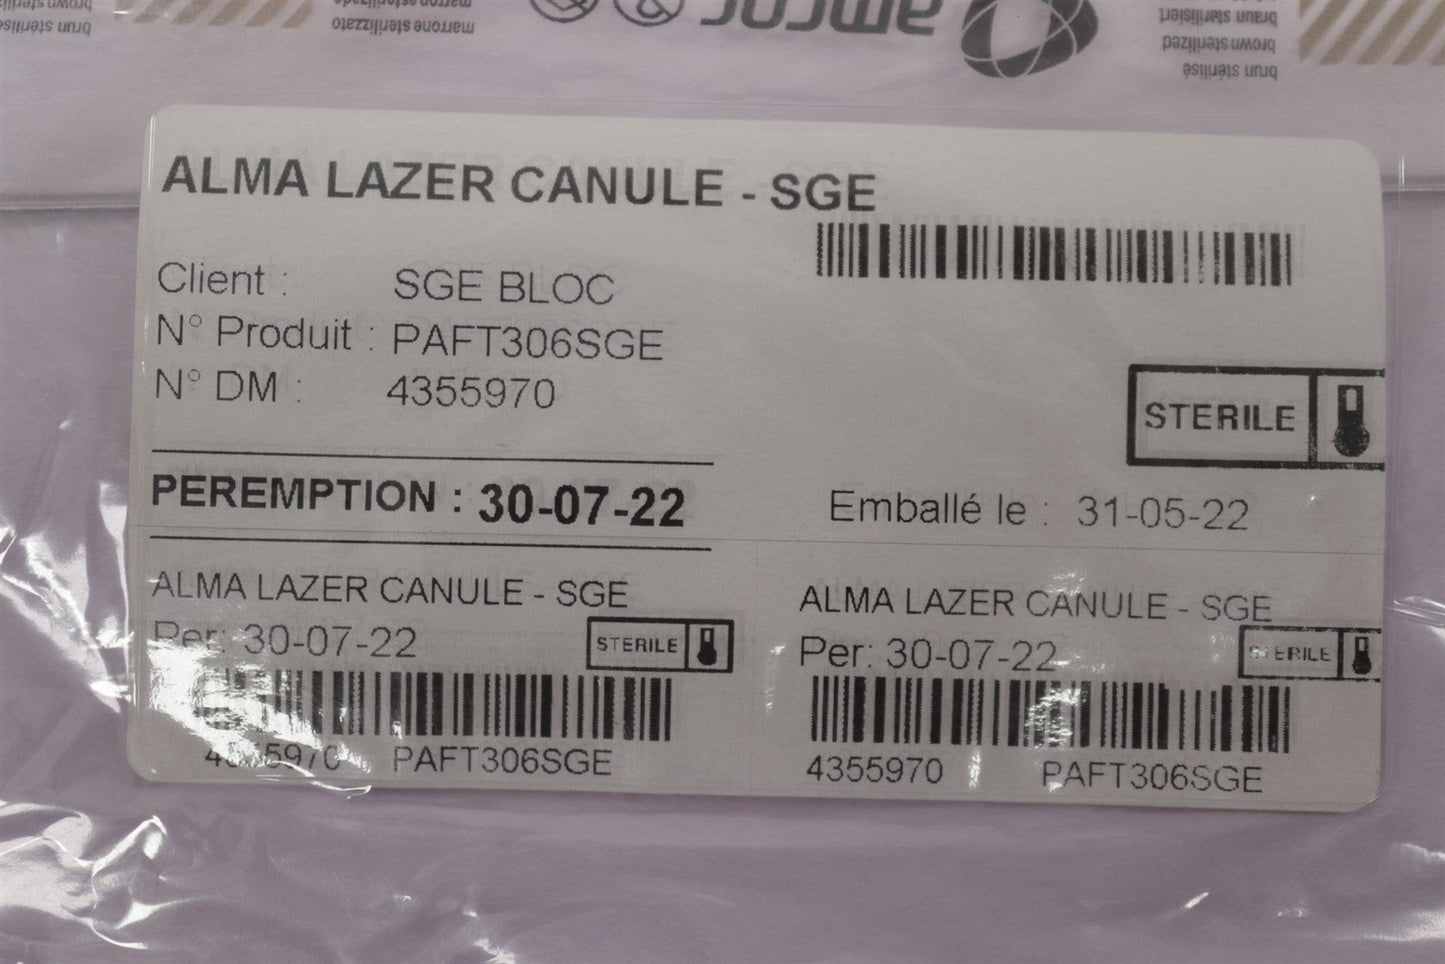 brun stérilisé
brown sterilized
braun sterilisiert
amcor
marrone sterilizzato
brun stérilisé
ALMA LAZER CANULE - SGE
Client : SGE BLOC
N° Produit : PAFT306SGE
N° DM : 4355970
STERILE
PEREMPTION : 30-07-22
Emballé le : 31-05-22
ALMA LAZER CANULE - SGE
Per: 30-07-22
STERILE
4355970 PAFT306SGE
ALMA LAZER CANULE - SGE
Per: 30-07-22
STERILE
4355970 PAFT306SGE